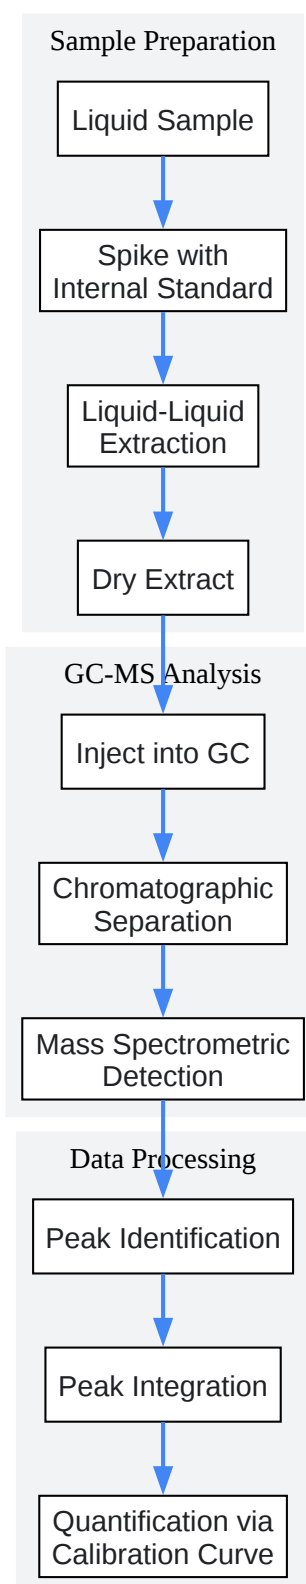 Sample Preparation
Liquid Sample
Spike with
Internal Standard
Liquid-Liquid
Extraction
Dry Extract
GC-MS Analysis
Inject into GC
Chromatographic
Separation
Mass Spectrometric
Detection
Data Processing
Peak Identification
Peak Integration
Quantification via
Calibration Curve